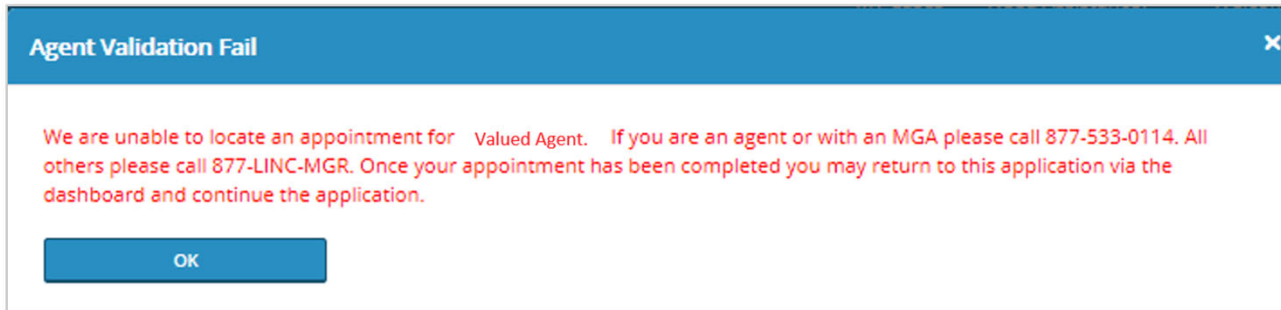 Agent Validation Fail
We are unable to locate an appointment for Valued Agent. If you are an agent or with an MGA please call 877-533-0114. All
others please call 877-LINC-MGR. Once your appointment has been completed you may return to this application via the
dashboard and continue the application.
OK